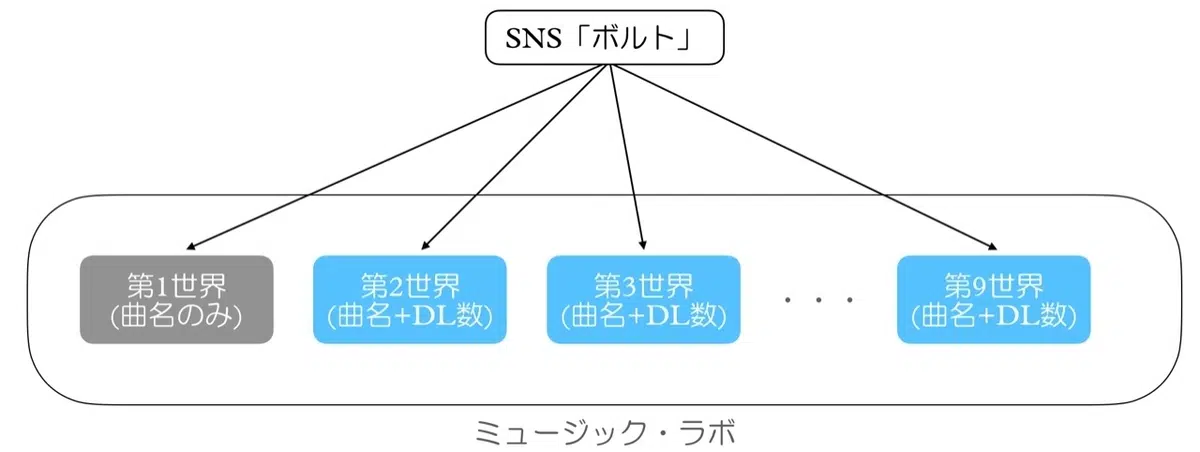 SNS「ボルト」
第1世界
(曲名のみ)
第2世界
(曲名+DL数)
第3世界
(曲名+DL数)
・・・
第9世界
(曲名+DL数)
ミュージック・ラボ